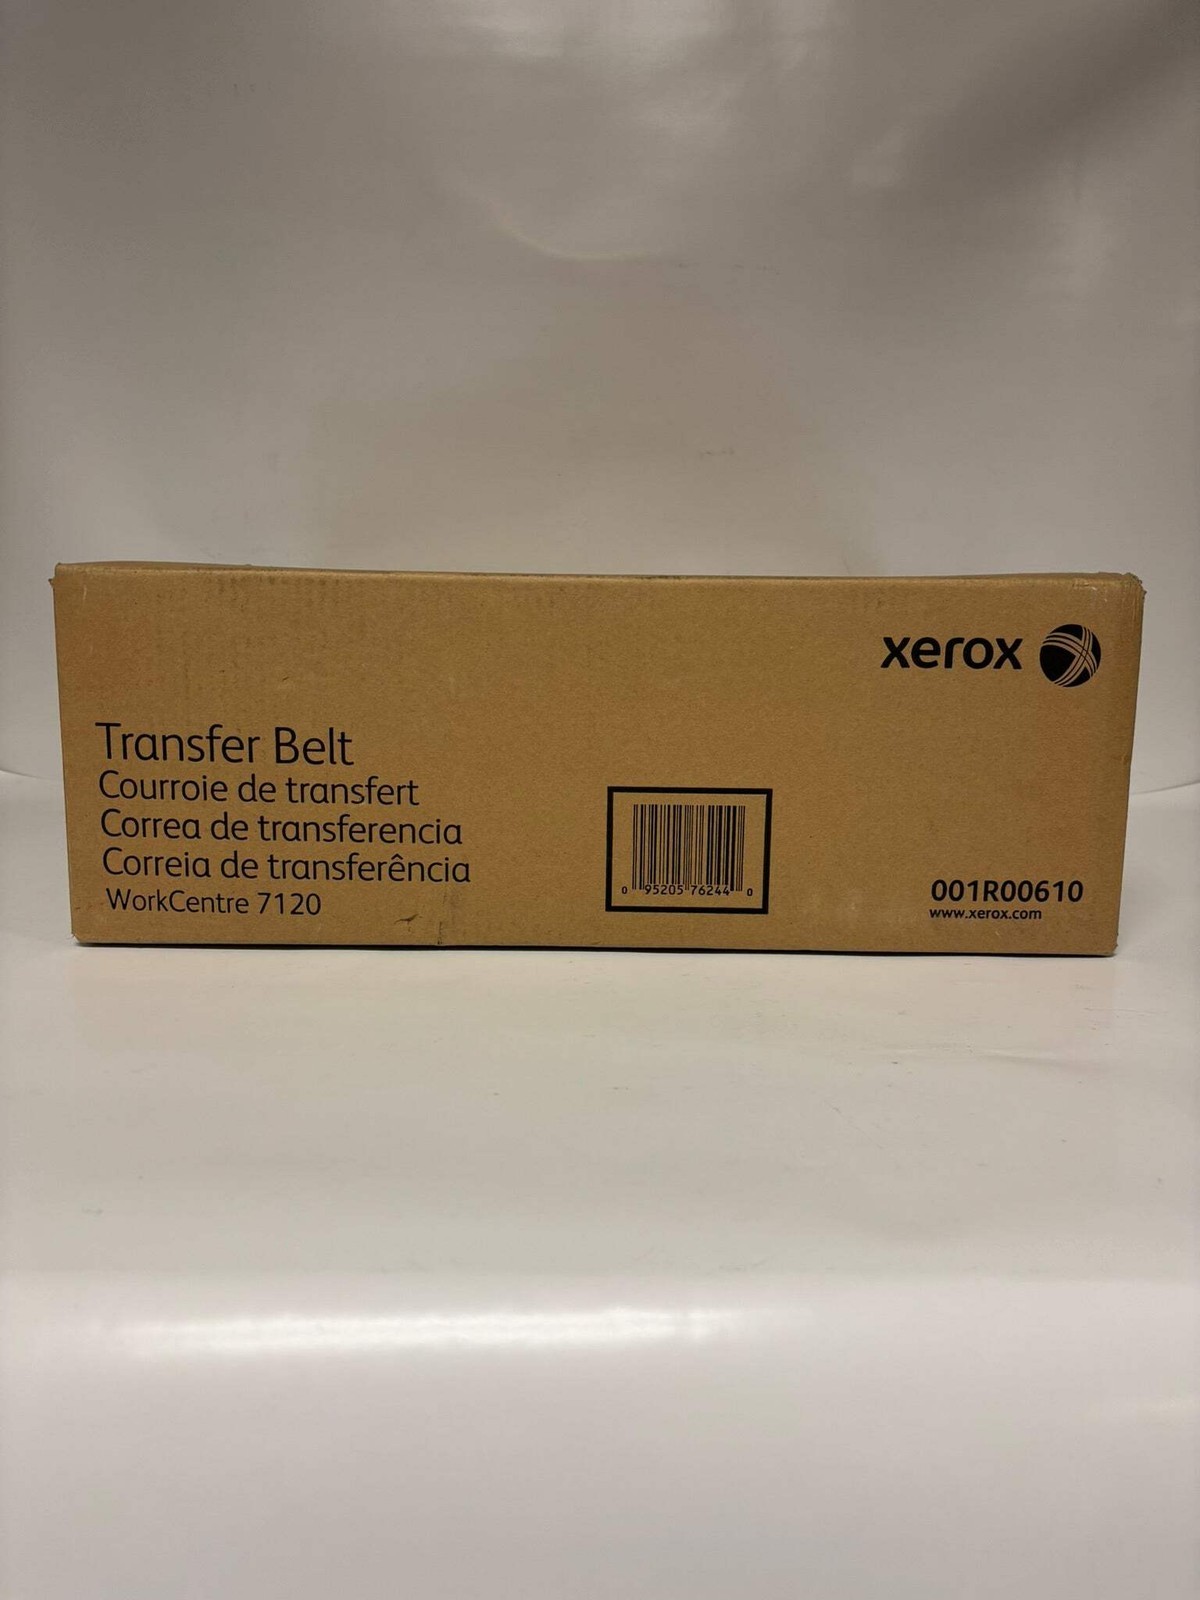 xerox
Transfer Belt
Courroie de transfert
Correa de transferencia
Correia de transferência
WorkCentre 7120
0 95205 76244 0
001R00610
www.xerox.com